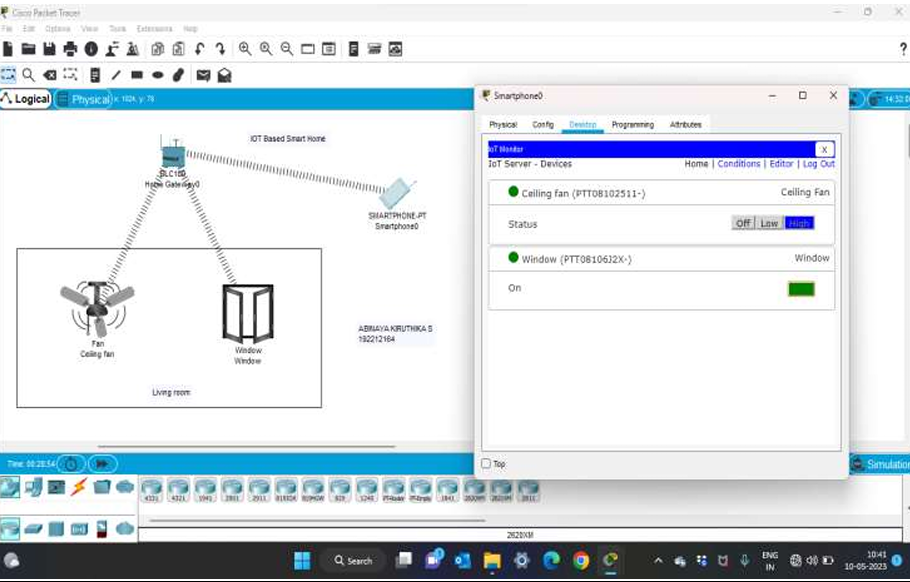 Cisco Packet Tracer
File Edit Options View Tools Extensions Help
?
Logical
Physical
x: 1024, y: 78
14:32:0
IOT Based Smart Home
Home Gateway0
SMARTPHONE-PT
Smartphone0
Fan
Ceiling fan
Window
Window
ABINAYA KIRUTHIKA S
192212164
Living room
Smartphone0
Physical Config Desktop Programming Attributes
IoT Monitor
X
IoT Server - Devices
Home | Conditions | Editor | Log Out
Ceiling fan (PTT08102511-)
Ceiling Fan
Status
Off Low High
Window (PTT08106J2X-)
Window
On
Top
Time: 00:28:54
Simulation
4331 4321 1941 2901 2911 819IOX 819HGW 829 1240 PT-Router PT-Empty 1841 2620XM 2621XM 2811
2620XM
Search
ENG
IN
10:41
10-05-2023